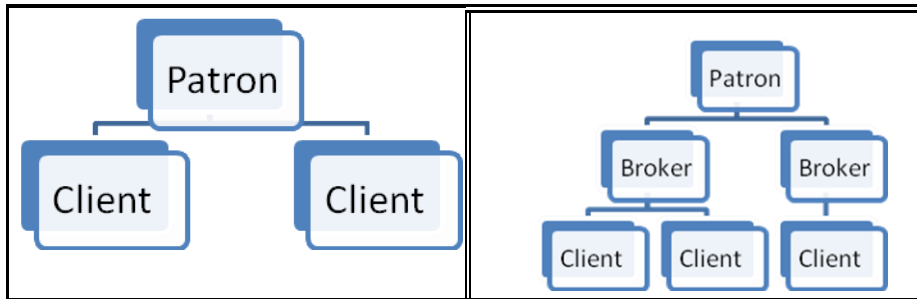 Patron
Client Client
Patron
Broker Broker
Client Client Client